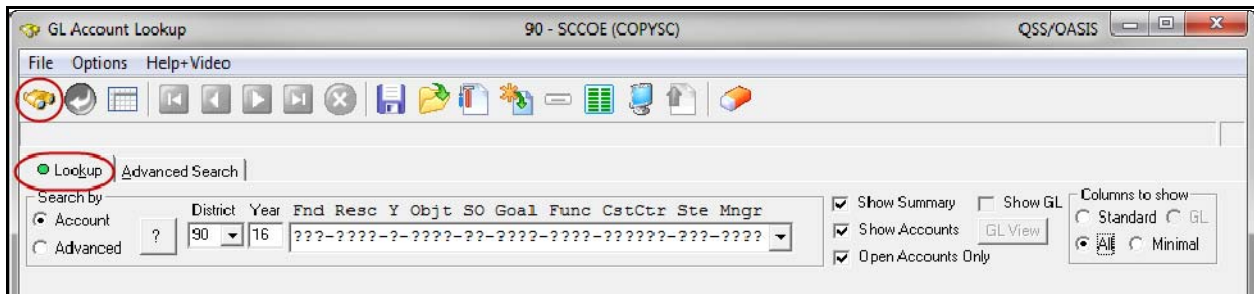 GL Account Lookup 90 - SCCOE (COPYSC) QSS/OASIS
File Options Help+Video
Lookup Advanced Search
Search by
Account
Advanced
?
District Year Fnd Resc Y Objt SO Goal Func CstCtr Ste Mngr
90 16 ???-????-?-????-??-????-????-??????-???-????
Show Summary Show GL
Show Accounts GL View
Open Accounts Only
Columns to show
Standard GL
All Minimal